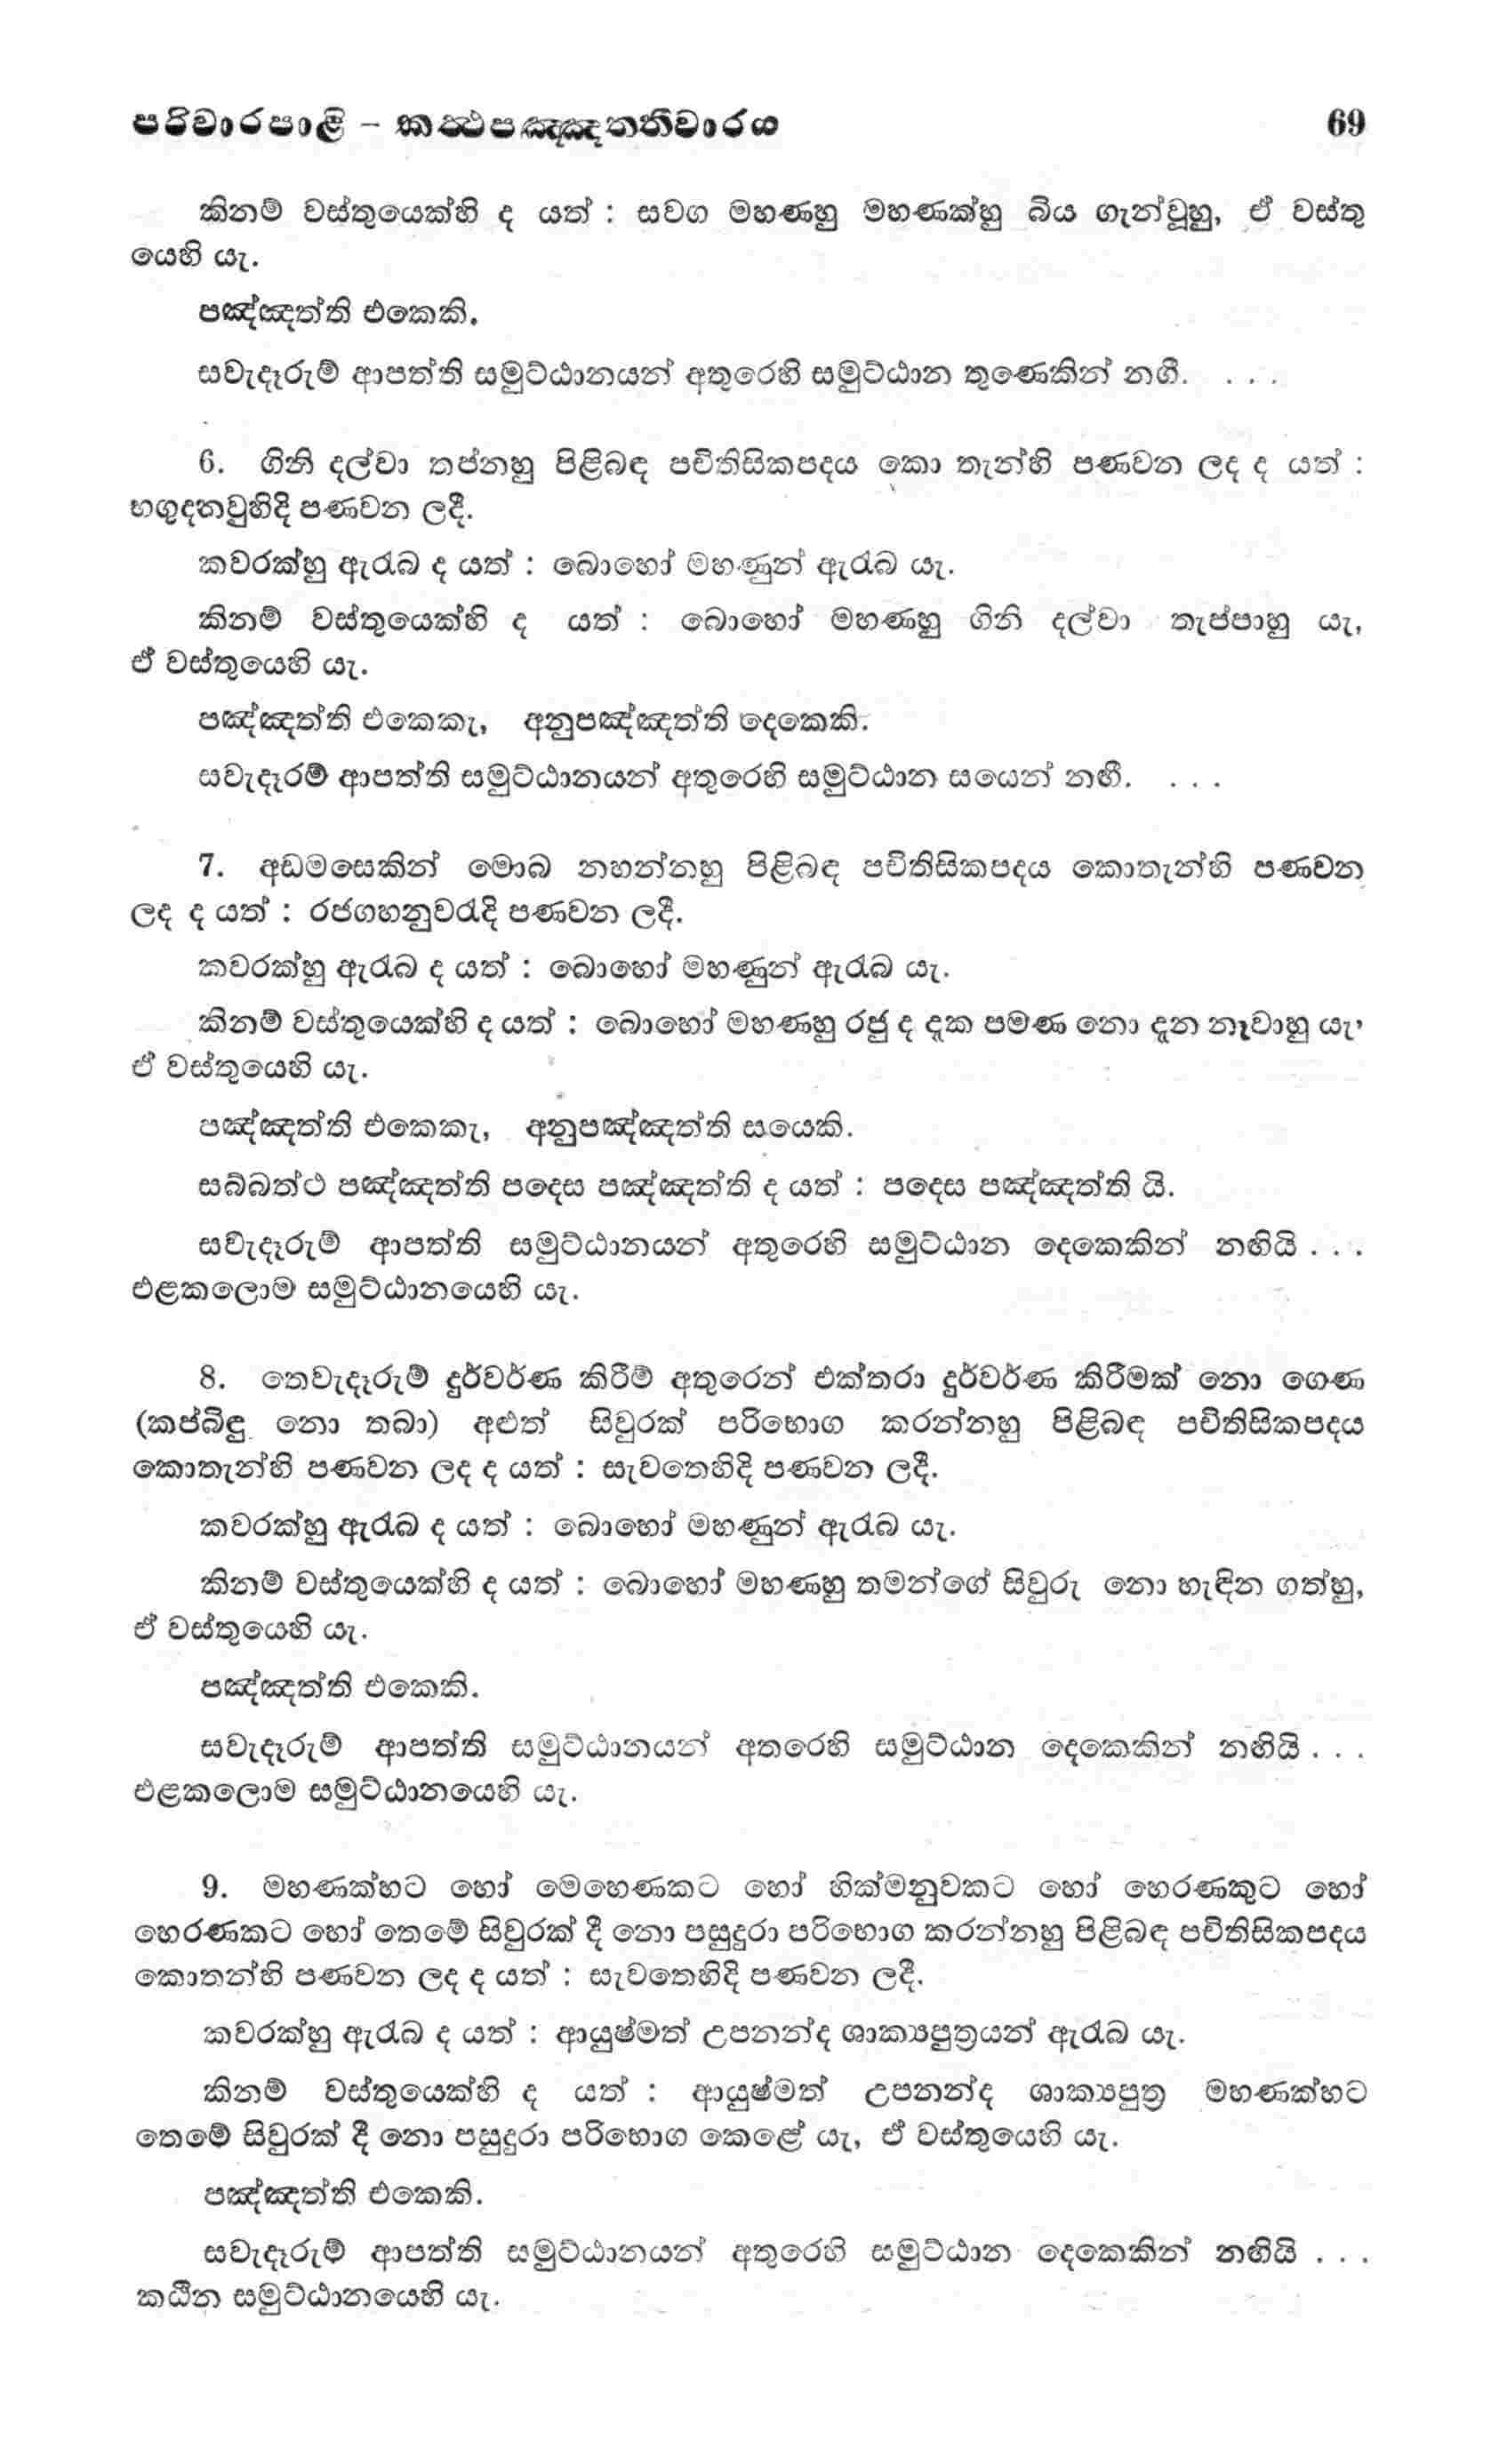 පරිවාරපාළි – කත්‍ථපඤ්ඤත්තිවාරය 69
කිනම් වස්තුයෙක්හි ද යත් : සවග මහණහු මහණක්හු බිය ගැන්වූහු, ඒ වස්තු
යෙහි යැ.
පඤ්ඤත්ති එකෙකි.
සවැදෑරුම් ආපත්ති සමුට්ඨානයන් අතුරෙහි සමුට්ඨාන තුණෙකින් නගී. . . .
6. ගිනි දල්වා තප්නහු පිළිබඳ පචිතිසිකපදය කො තැන්හි පණවන ලද ද යත් :
භගුදනවුහිදි පණවන ලදී.
කවරක්හු ඇරැබ ද යත් : බොහෝ මහණුන් ඇරැබ යැ.
කිනම් වස්තුයෙක්හි ද යත් : බොහෝ මහණහු ගිනි දල්වා තැප්පාහු යැ,
ඒ වස්තුයෙහි යැ.
පඤ්ඤත්ති එකෙකැ, අනුපඤ්ඤත්ති දෙකෙකි.
සවැදෑරම් ආපත්ති සමුට්ඨානයන් අතුරෙහි සමුට්ඨාන සයෙන් නඟී. . . .
7. අඩමසෙකින් මොබ නහන්නහු පිළිබඳ පචිතිසිකපදය කොතැන්හි පණවන
ලද ද යත් : රජගහනුවරැදි පණවන ලදී.
කවරක්හු ඇරැබ ද යත් : බොහෝ මහණුන් ඇරැබ යැ.
කිනම් වස්තුයෙක්හි ද යත් : බොහෝ මහණහු රජු ද දැක පමණ නො දැන නෑවාහු යැ,
ඒ වස්තුයෙහි යැ.
පඤ්ඤත්ති එකෙකැ, අනුපඤ්ඤත්ති සයෙකි.
සබ්බත්ථ පඤ්ඤත්ති පදෙස පඤ්ඤත්ති ද යත් : පදෙස පඤ්ඤත්ති යි.
සවැදෑරුම් ආපත්ති සමුට්ඨානයන් අතුරෙහි සමුට්ඨාන දෙකෙකින් නඟියි . . .
එළකලොම සමුට්ඨානයෙහි යැ.
8. තෙවැදෑරුම් දුර්වර්ණ කිරීම් අතුරෙන් එක්තරා දුර්වර්ණ කිරීමක් නො ගෙණ
(කප්බිඳු නො තබා) අළුත් සිවුරක් පරිභොග කරන්නහු පිළිබඳ පචිතිසිකපදය
කොතැන්හි පණවන ලද ද යත් : සැවතෙහිදි පණවන ලදී.
කවරක්හු ඇරැබ ද යත් : බොහෝ මහණුන් ඇරැබ යැ.
කිනම් වස්තුයෙක්හි ද යත් : බොහෝ මහණහු තමන්ගේ සිවුරු නො හැඳින ගත්හු,
ඒ වස්තුයෙහි යැ.
පඤ්ඤත්ති එකෙකි.
සවැදෑරුම් ආපත්ති සමුට්ඨානයන් අතරෙහි සමුට්ඨාන දෙකෙකින් නඟියි . . .
එළකලොම සමුට්ඨානයෙහි යැ.
9. මහණක්හට හෝ මෙහෙණකට හෝ හික්මනුවකට හෝ හෙරණකුට හෝ
හෙරණකට හෝ තෙමේ සිවුරක් දී නො පසුදුරා පරිභොග කරන්නහු පිළිබඳ පචිතිසිකපදය
කොතන්හි පණවන ලද ද යත් : සැවතෙහිදි පණවන ලදී.
කවරක්හු ඇරැබ ද යත් : ආයුෂ්මත් උපනන්ද ශාක්‍යපුත්‍රයන් ඇරැබ යැ.
කිනම් වස්තුයෙක්හි ද යත් : ආයුෂ්මත් උපනන්ද ශාක්‍යපුත්‍ර මහණක්හට
තෙමේ සිවුරක් දී නො පසුදුරා පරිභොග කෙළේ යැ, ඒ වස්තුයෙහි යැ.
පඤ්ඤත්ති එකෙකි.
සවැදෑරුම් ආපත්ති සමුට්ඨානයන් අතුරෙහි සමුට්ඨාන දෙකෙකින් නඟියි . . .
කඨින සමුට්ඨානයෙහි යැ.